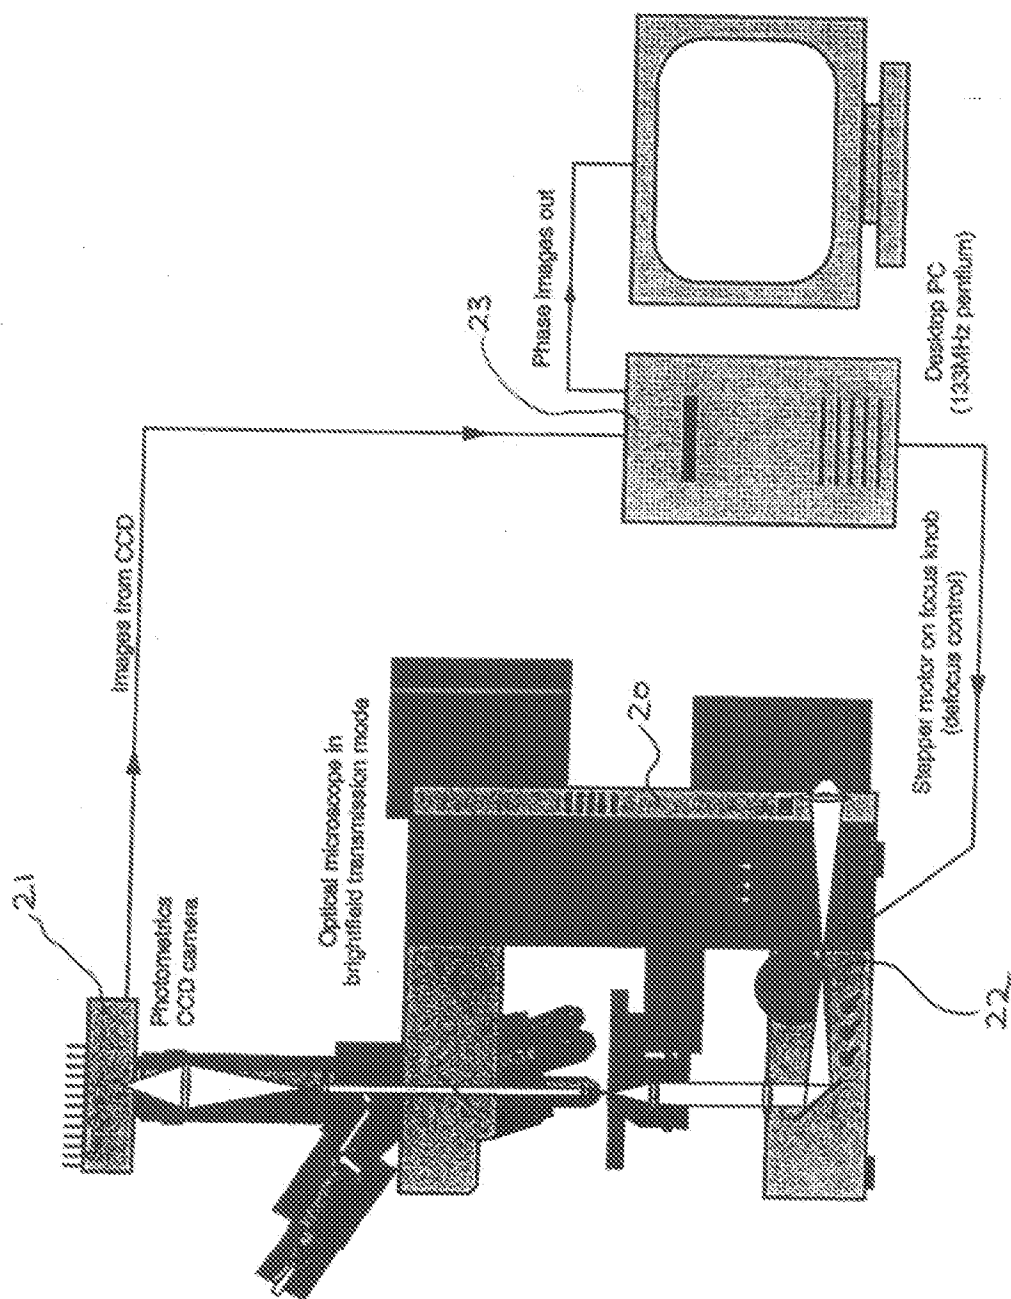 21
Photometrics
CCD camera
Images from CCD
Optical microscope in
brightfield transmission mode
20
22
23
Phase images out
Stepper motor on focus knob
(defocus control)
Desktop PC
(133MHz pentium)